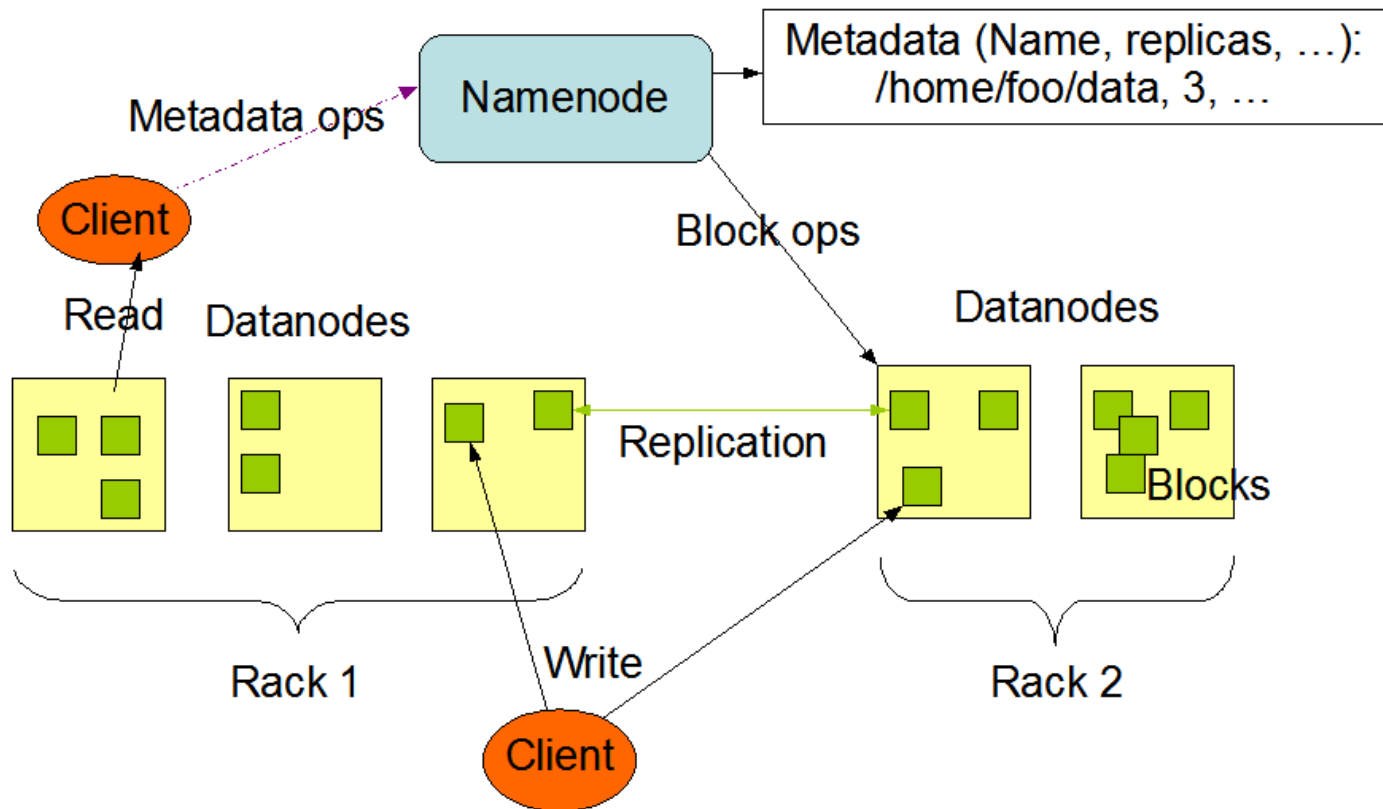 Metadata (Name, replicas, …):
/home/foo/data, 3, …
Namenode
Metadata ops
Client
Block ops
Read
Datanodes
Datanodes
Replication
Blocks
Rack 1
Write
Rack 2
Client